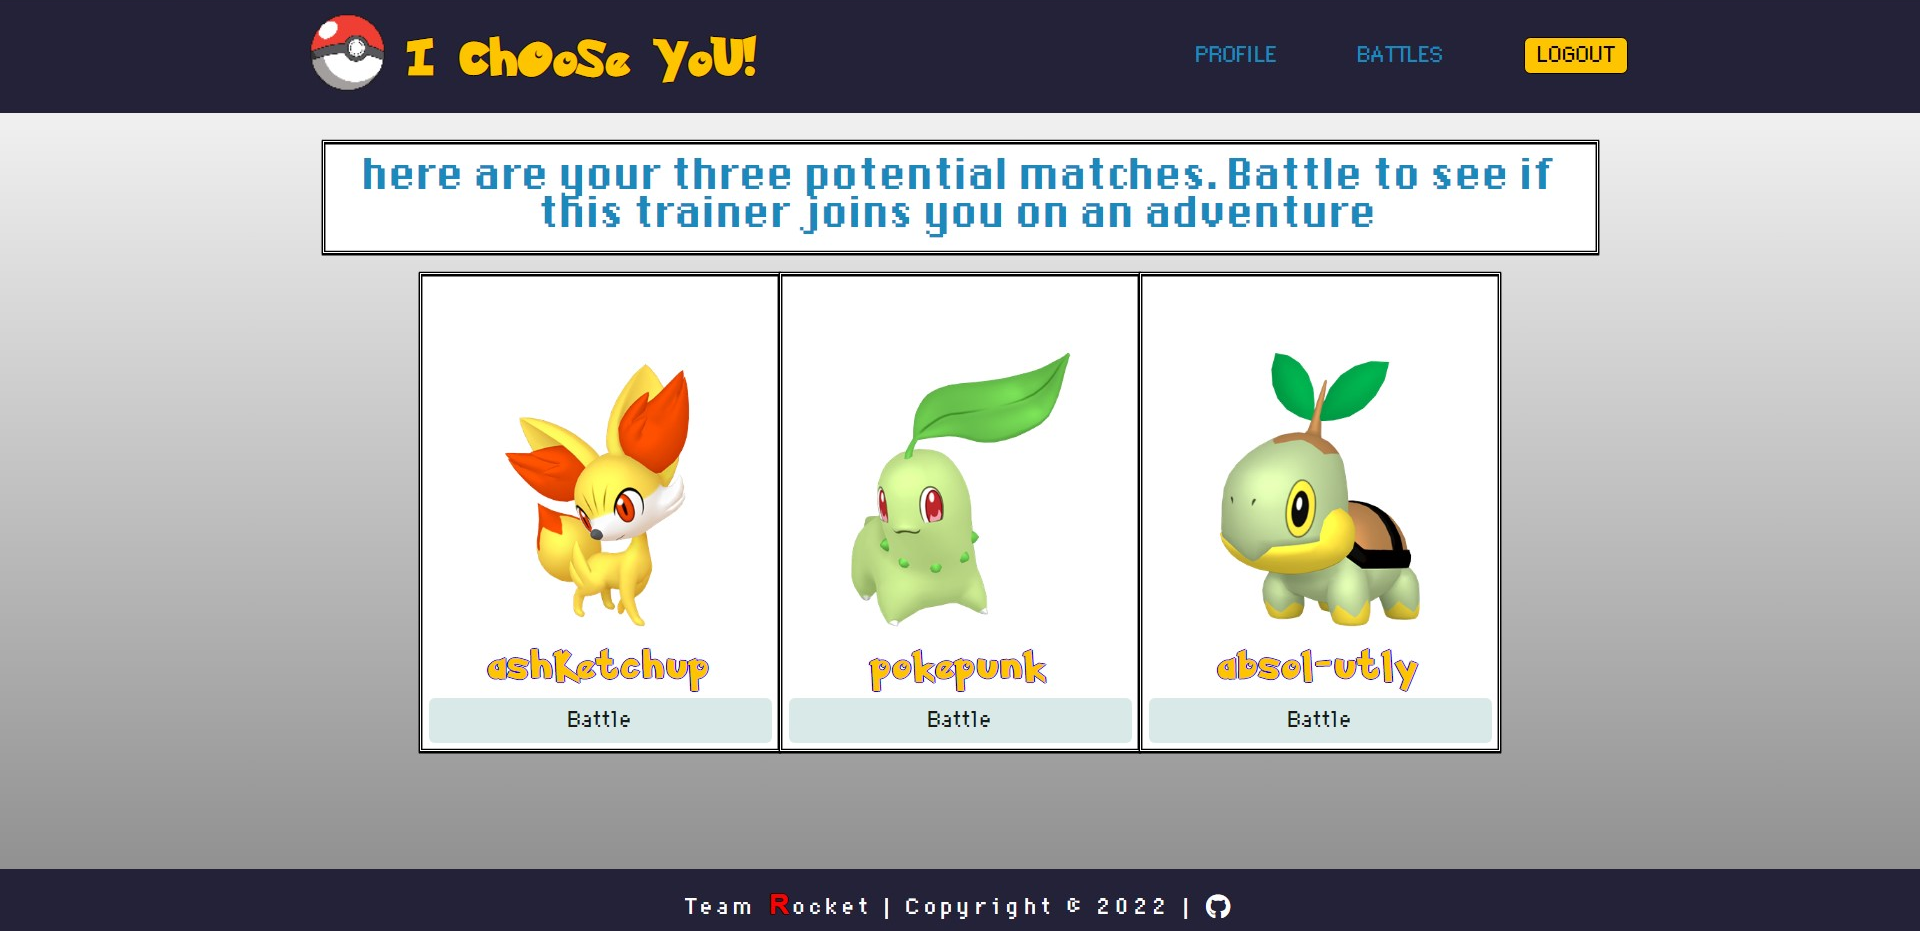 I ChOoSe YoU!
PROFILE BATTLES LOGOUT
here are your three potential matches. Battle to see if
this trainer joins you on an adventure
ashKetchup pokepunk absol-utly
Battle Battle Battle
Team Rocket | Copyright © 2022 |